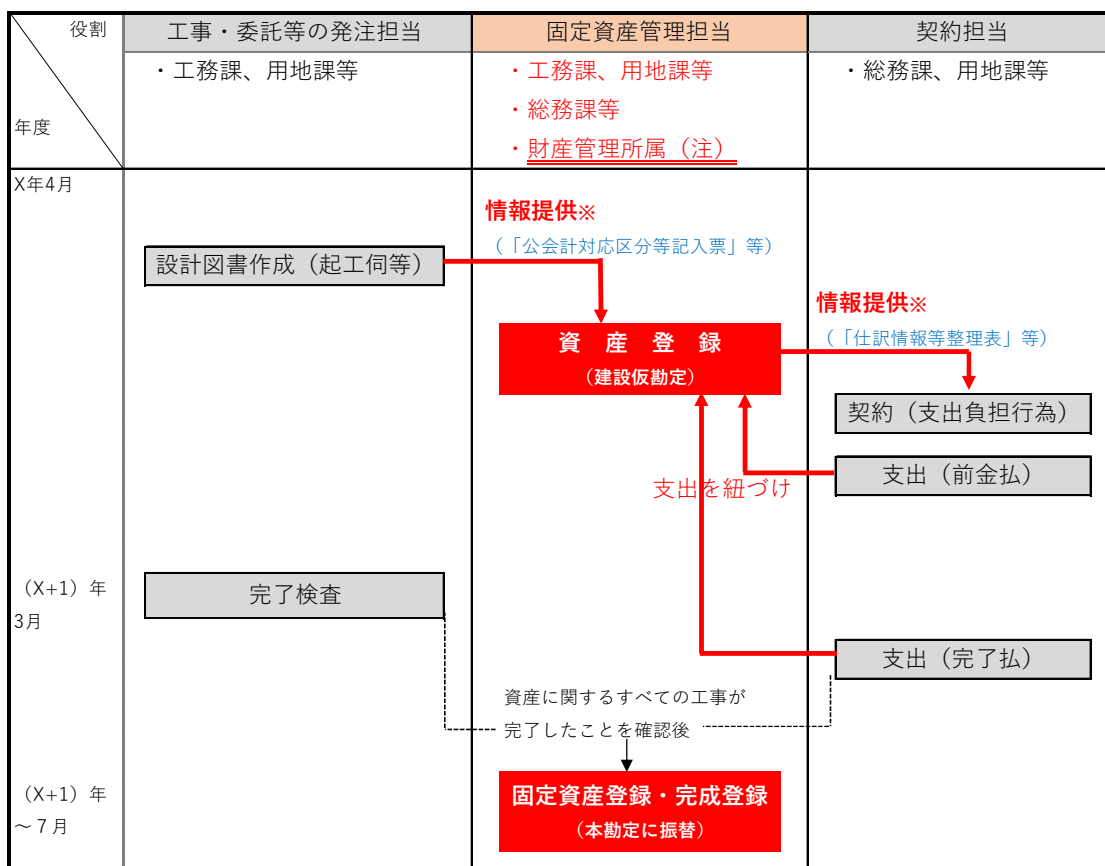 役割
年度
工事・委託等の発注担当
固定資産管理担当
契約担当
・工務課、用地課等
・工務課、用地課等
・総務課等
・財産管理所属（注）
・総務課、用地課等
X年4月
情報提供※
（「公会計対応区分等記入票」等）
設計図書作成（起工伺等）
情報提供※
（「仕訳情報等整理表」等）
資 産 登 録
（建設仮勘定）
契約（支出負担行為）
支出（前金払）
支出を紐づけ
（X+1）年
3月
完了検査
支出（完了払）
資産に関するすべての工事が
完了したことを確認後
（X+1）年
～７月
固定資産登録・完成登録
（本勘定に振替）